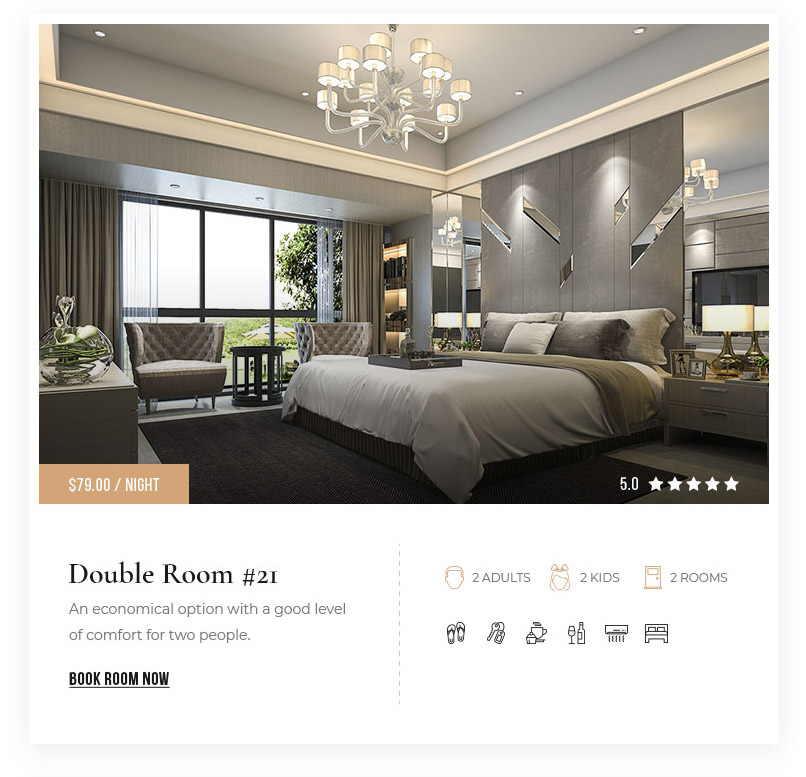 $79.00 / NIGHT
5.0
Double Room #21
An economical option with a good level
of comfort for two people.
BOOK ROOM NOW
2 ADULTS
2 KIDS
2 ROOMS